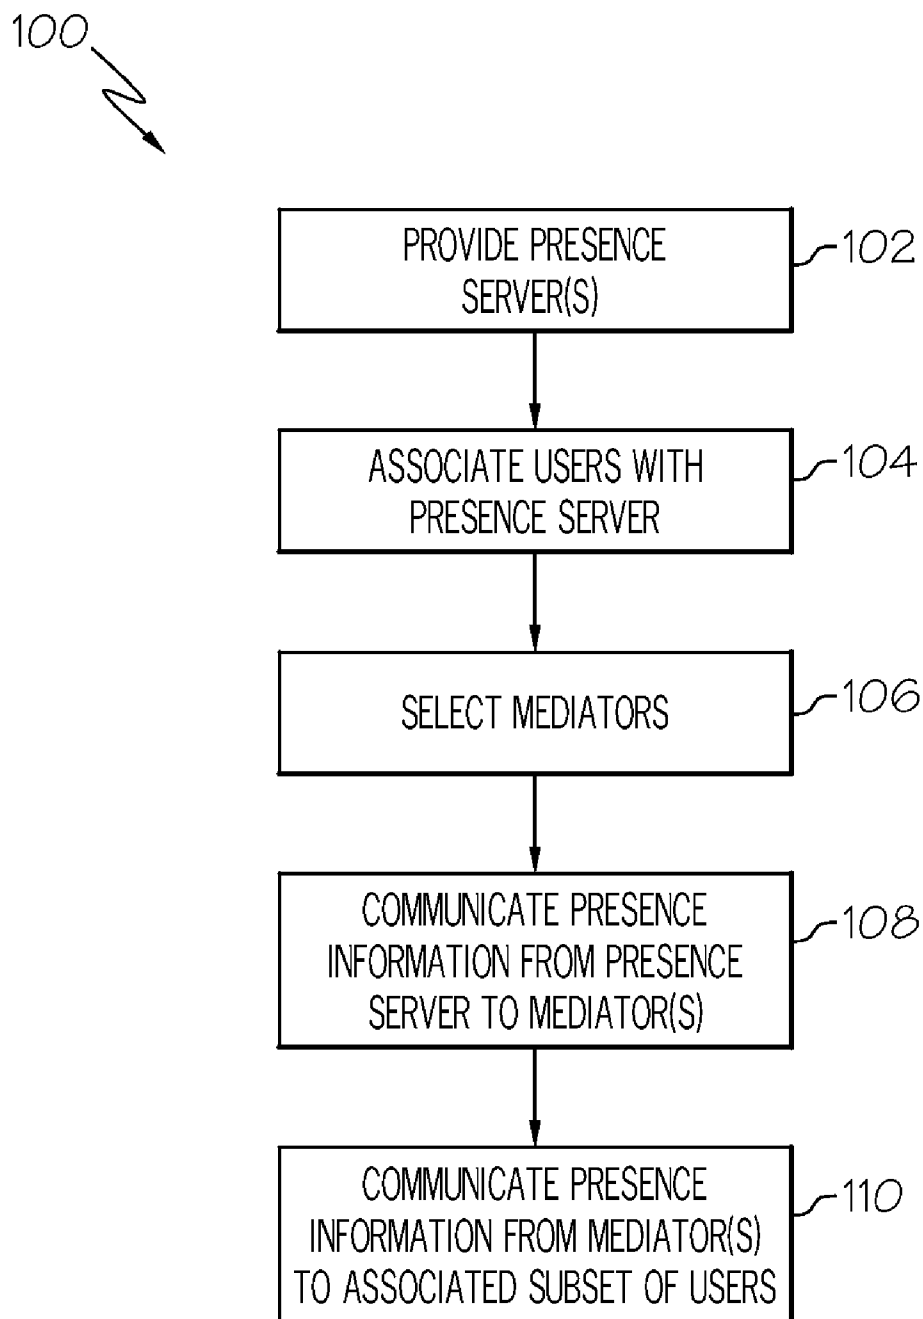 100
PROVIDE PRESENCE
SERVER(S)
102
ASSOCIATE USERS WITH
PRESENCE SERVER
104
SELECT MEDIATORS
106
COMMUNICATE PRESENCE
INFORMATION FROM PRESENCE
SERVER TO MEDIATOR(S)
108
COMMUNICATE PRESENCE
INFORMATION FROM MEDIATOR(S)
TO ASSOCIATED SUBSET OF USERS
110